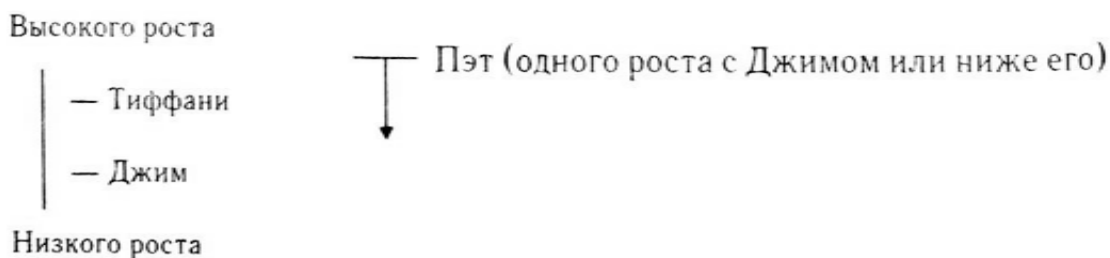 Высокого роста
Пэт (одного роста с Джимом или ниже его)
— Тиффани
— Джим
Низкого роста